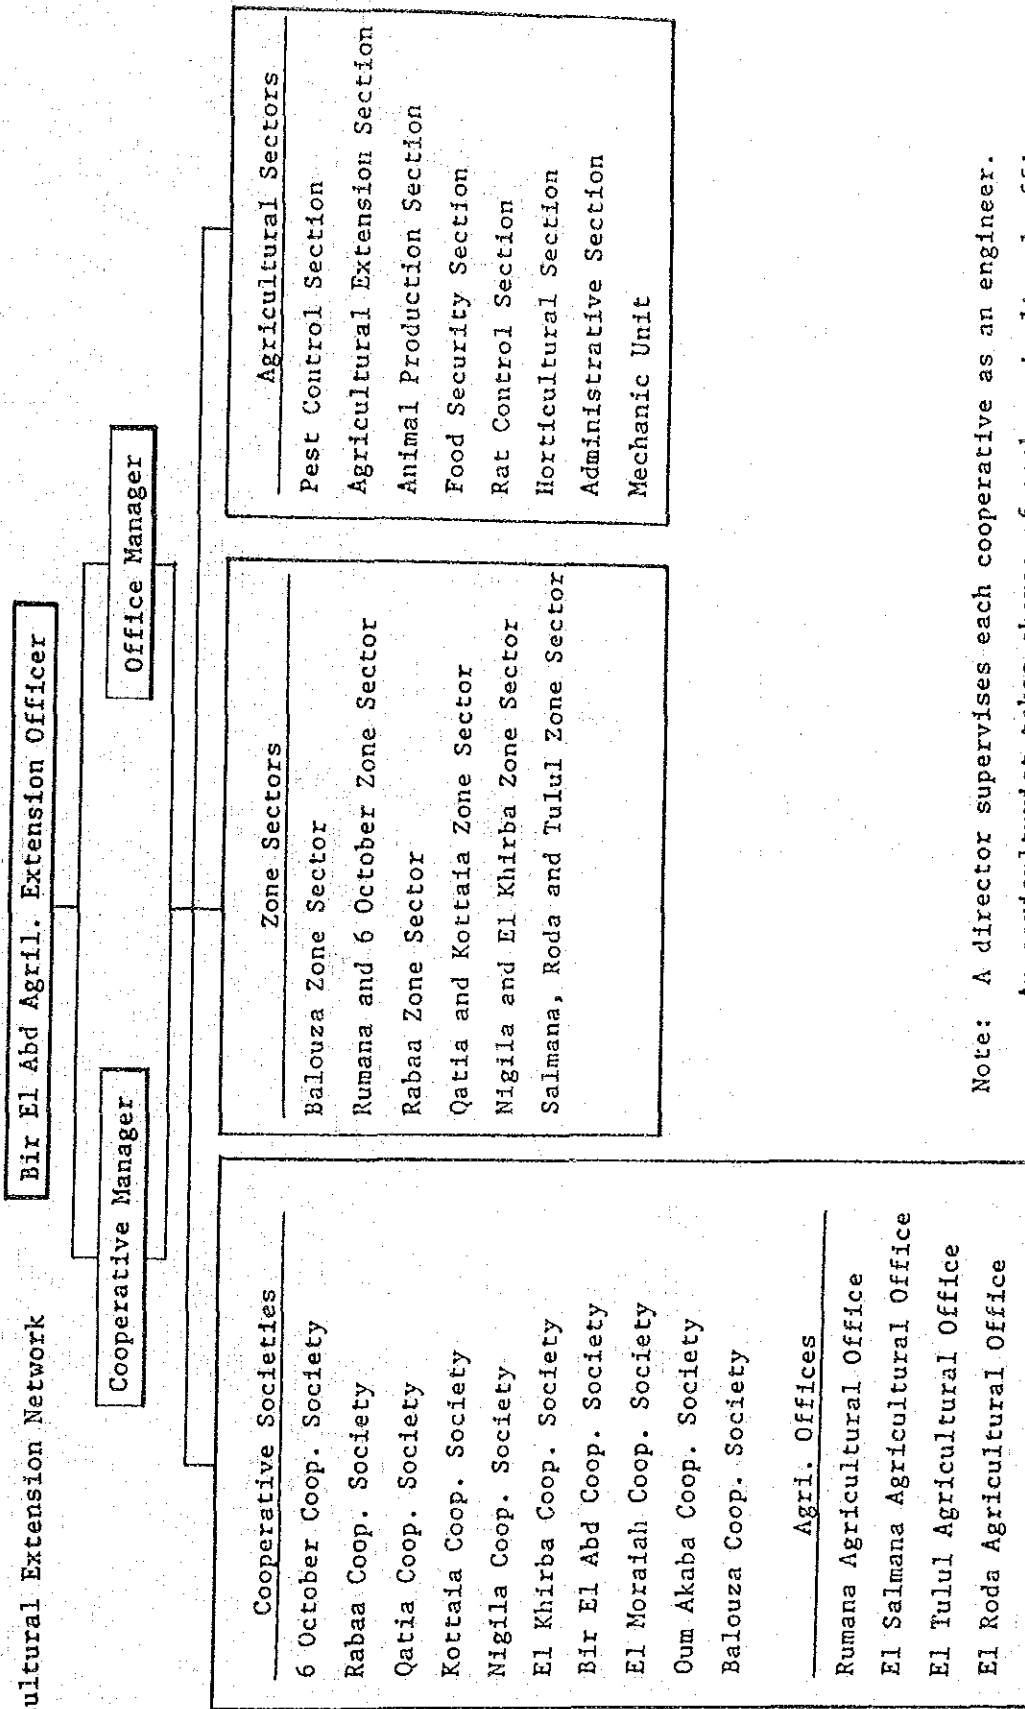 ultural Extension Network
Bir El Abd Agril. Extension Officer
Cooperative Manager
Office Manager
Cooperative Societies
6 October Coop. Society
Rabaa Coop. Society
Qatia Coop. Society
Kottaia Coop. Society
Nigila Coop. Society
El Khirba Coop. Society
Bir El Abd Coop. Society
El Moraiah Coop. Society
Oum Akaba Coop. Society
Balouza Coop. Society
Agri. Offices
Rumana Agricultural Office
El Salmana Agricultural Office
El Tulul Agricultural Office
El Roda Agricultural Office
Zone Sectors
Balouza Zone Sector
Rumana and 6 October Zone Sector
Rabaa Zone Sector
Qatia and Kottaia Zone Sector
Nigila and El Khirba Zone Sector
Salmana, Roda and Tulul Zone Sector
Agricultural Sectors
Pest Control Section
Agricultural Extension Section
Animal Production Section
Food Security Section
Rat Control Section
Horticultural Section
Administrative Section
Mechanic Unit
Note: A director supervises each cooperative as an engineer.